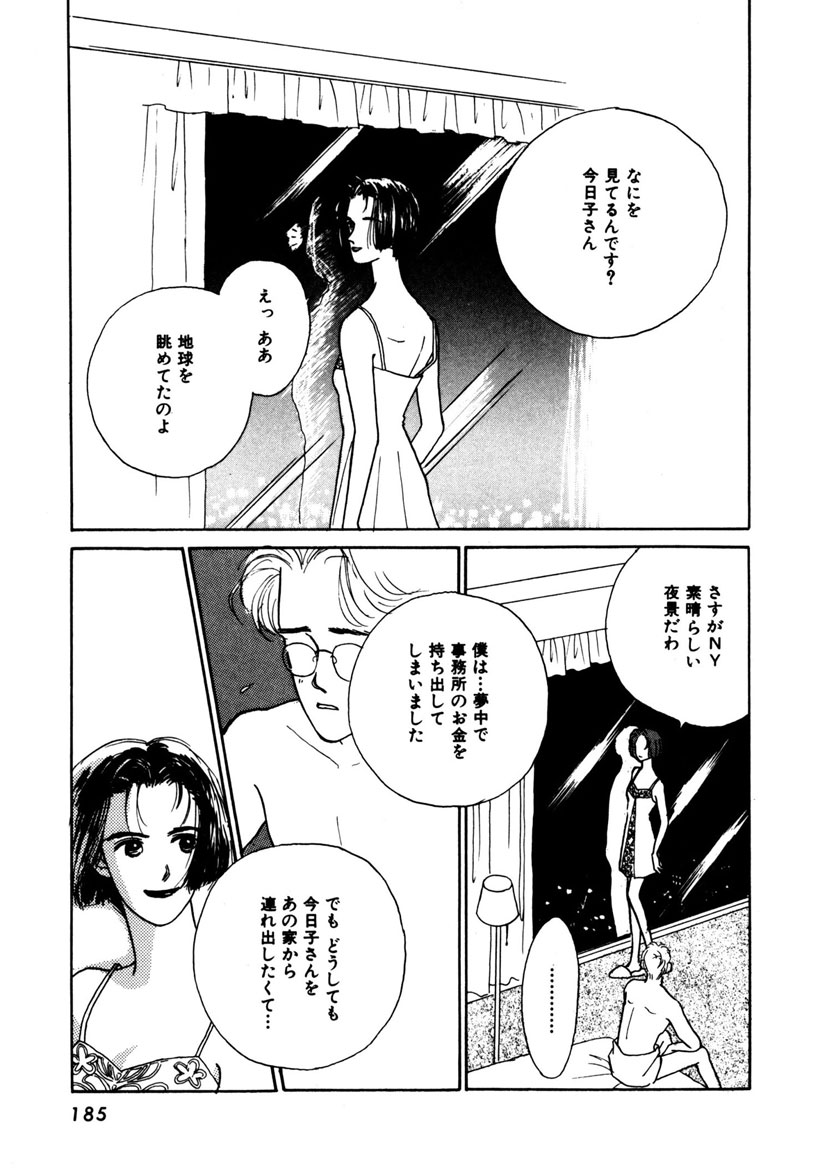 なにを
見てるんです?
今日子さん
えっ ああ
地球を
眺めてたのよ
さすがNY
素晴らしい
夜景だわ
…………
僕は…夢中で
事務所のお金を
持ち出して
しまいました
でも どうしても
今日子さんを
あの家から
連れ出したくて…
185